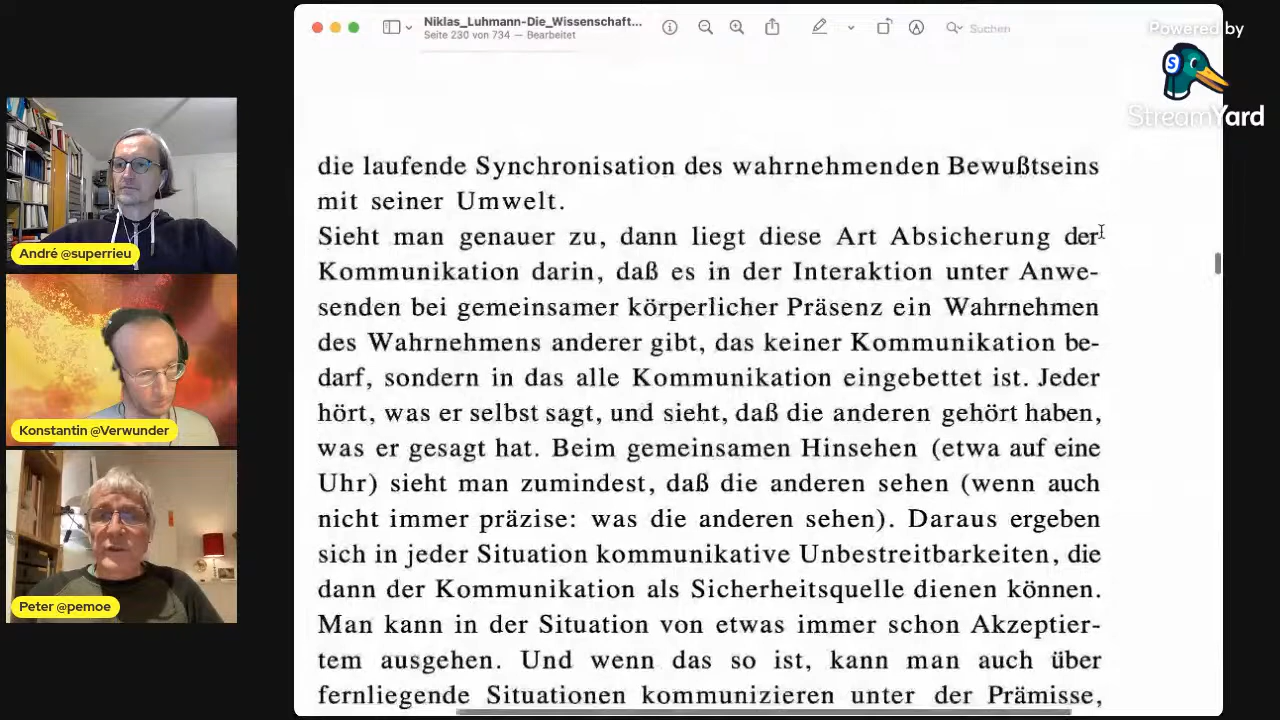 Niklas_Luhmann-Die_Wissenschaft...
Seite 230 von 734 — Bearbeitet
Suchen
Powered by
S
StreamYard
die laufende Synchronisation des wahrnehmenden Bewußtseins
mit seiner Umwelt.
Sieht man genauer zu, dann liegt diese Art Absicherung der
Kommunikation darin, daß es in der Interaktion unter Anwe-
senden bei gemeinsamer körperlicher Präsenz ein Wahrnehmen
des Wahrnehmens anderer gibt, das keiner Kommunikation be-
darf, sondern in das alle Kommunikation eingebettet ist. Jeder
hört, was er selbst sagt, und sieht, daß die anderen gehört haben,
was er gesagt hat. Beim gemeinsamen Hinsehen (etwa auf eine
Uhr) sieht man zumindest, daß die anderen sehen (wenn auch
nicht immer präzise: was die anderen sehen). Daraus ergeben
sich in jeder Situation kommunikative Unbestreitbarkeiten, die
dann der Kommunikation als Sicherheitsquelle dienen können.
Man kann in der Situation von etwas immer schon Akzeptier-
tem ausgehen. Und wenn das so ist, kann man auch über
fernliegende Situationen kommunizieren unter der Prämisse,
André @superrieu
Konstantin @Verwunder
Peter @pemoe